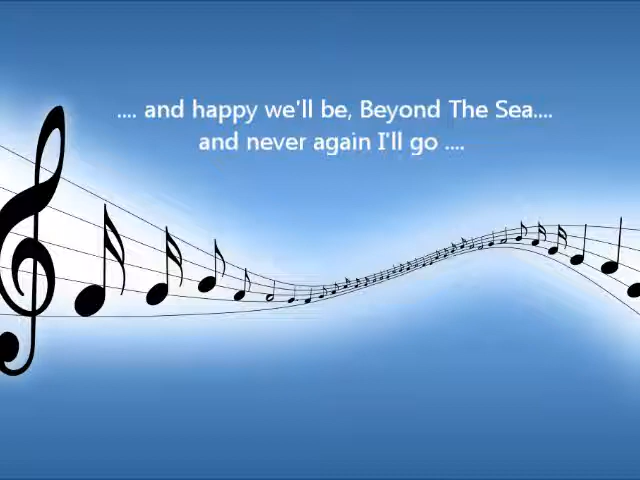 .... and happy we'll be, Beyond The Sea....
and never again I'll go ....